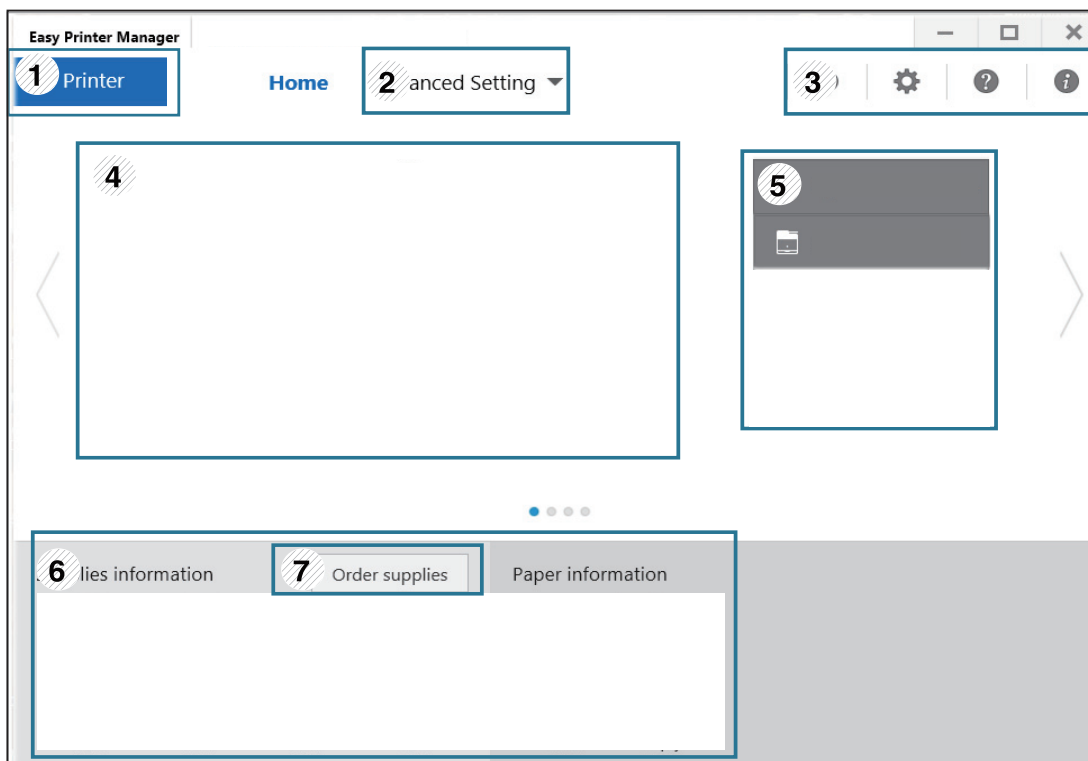 Easy Printer Manager
1 Printer
Home
2 anced Setting
3
4
5
6 lies information
7 Order supplies
Paper information